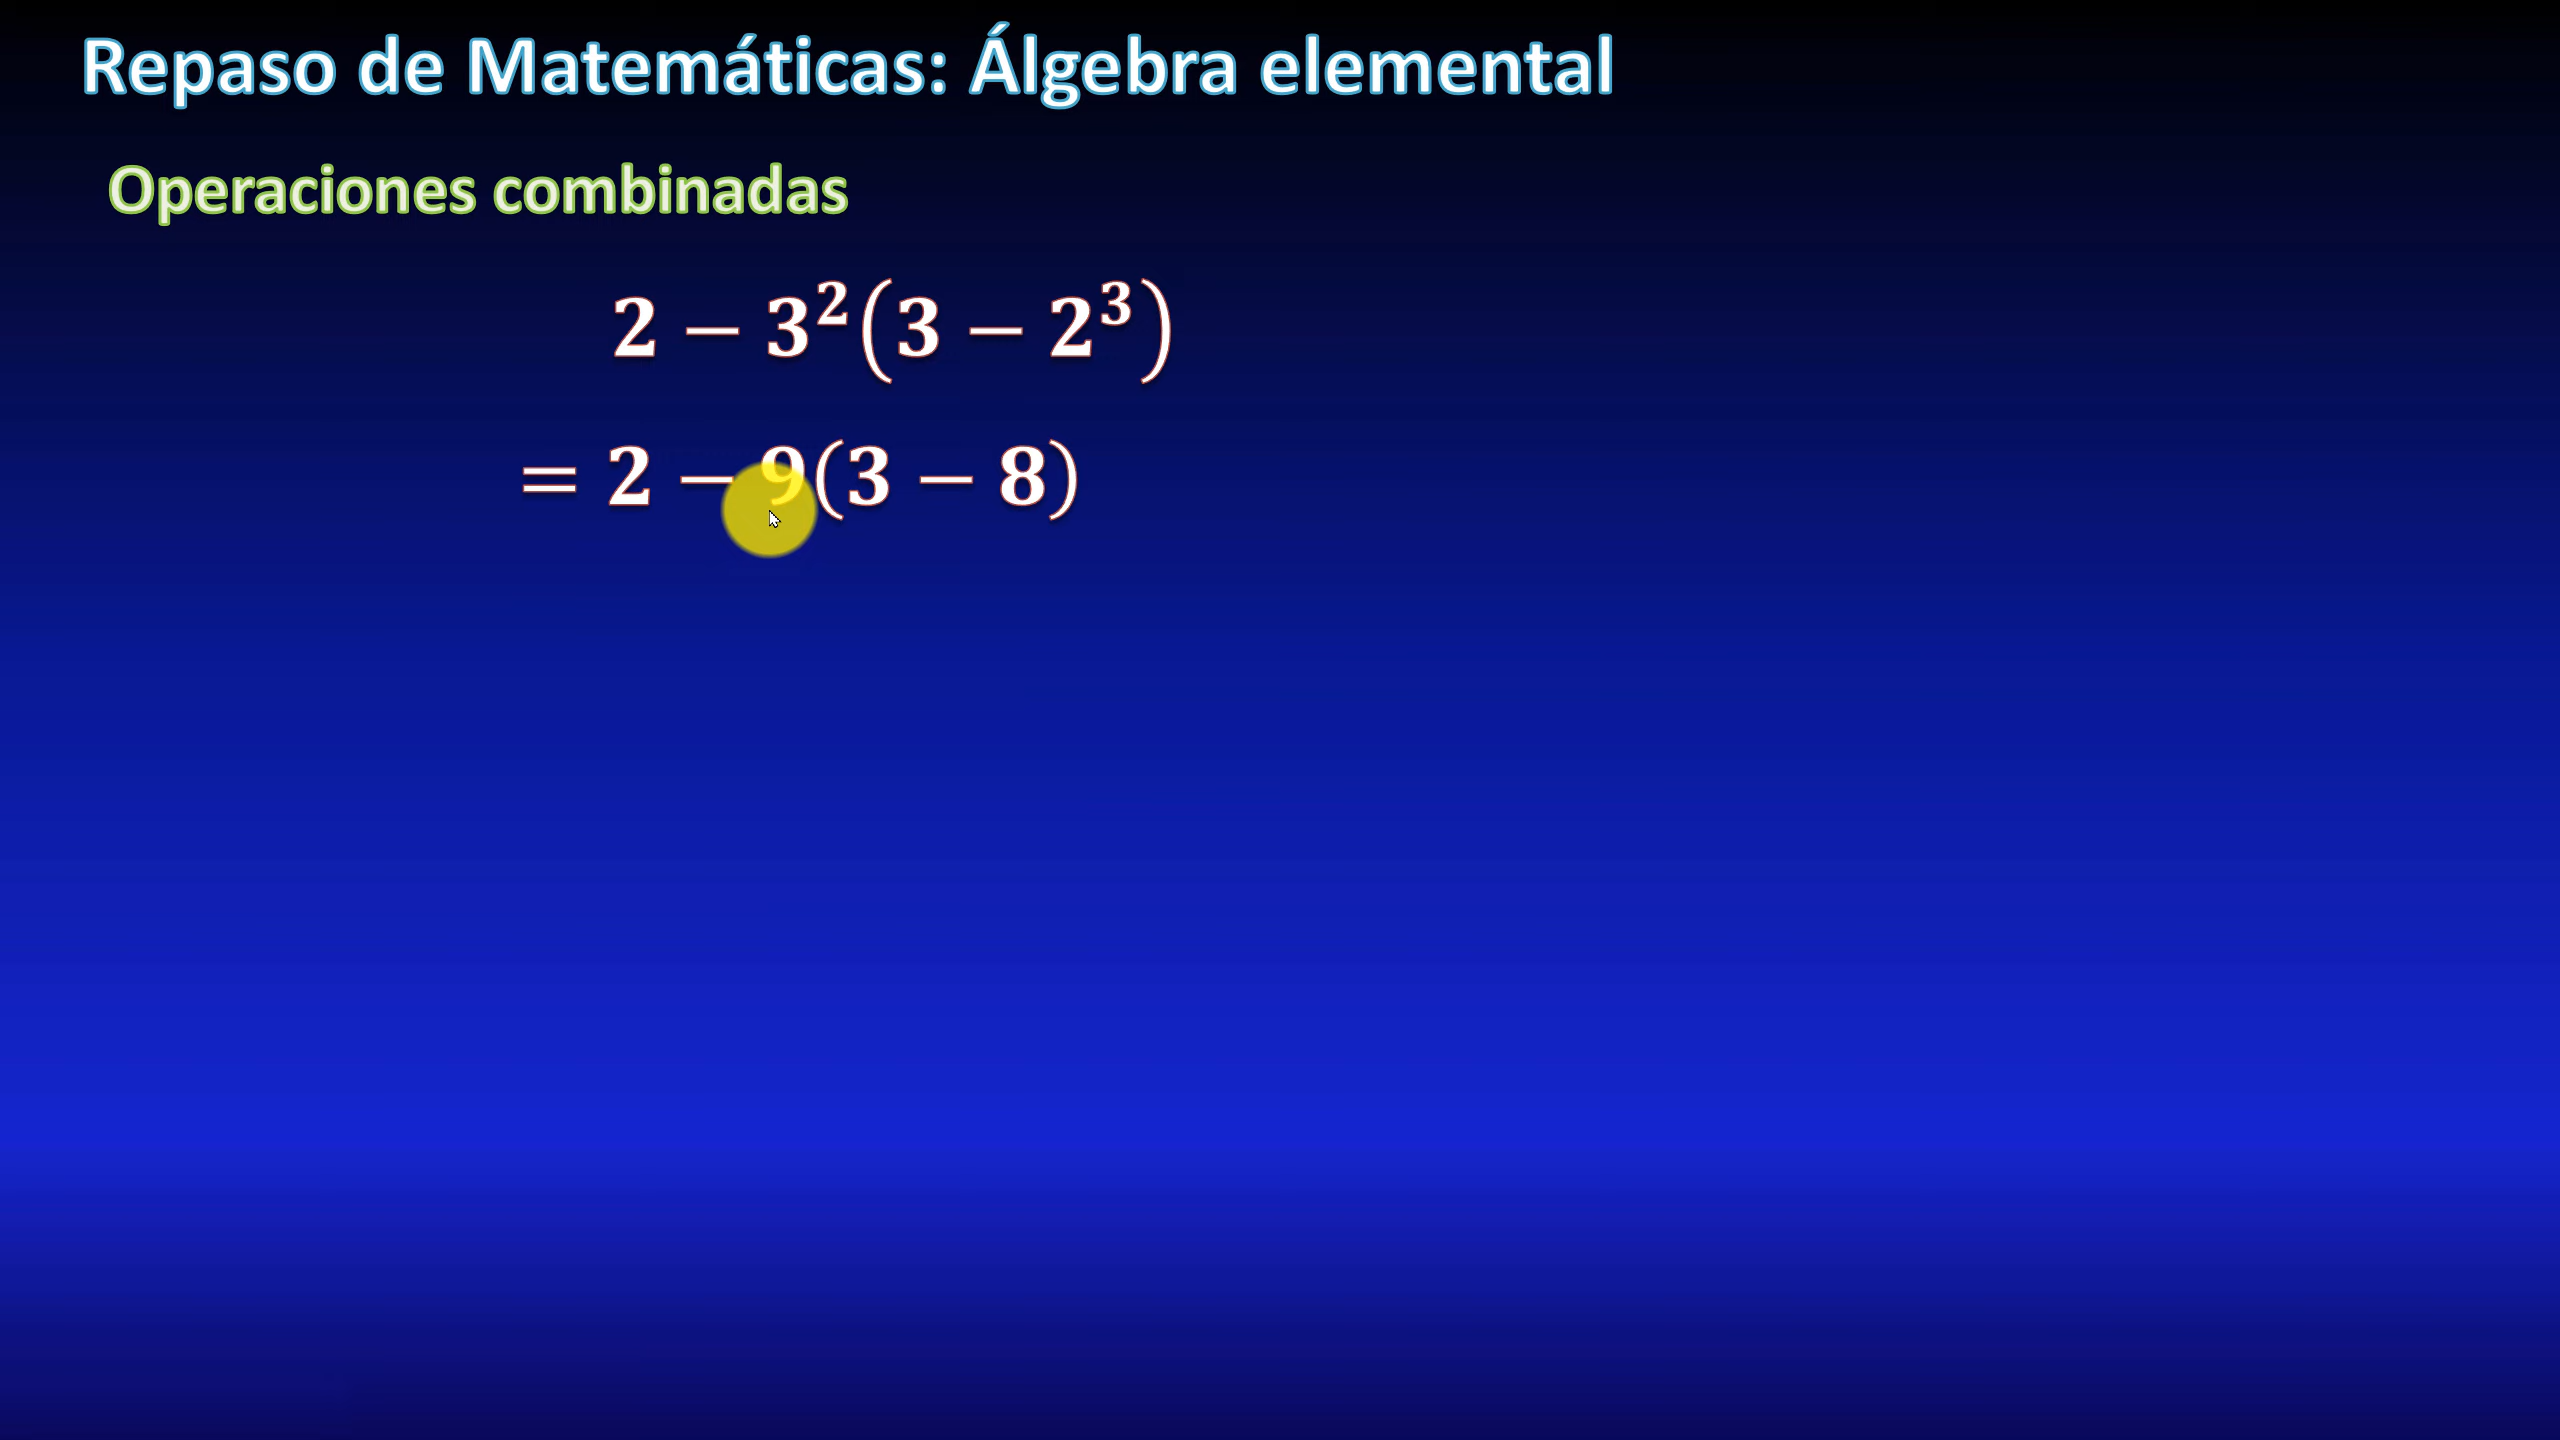 Repaso de Matemáticas: Álgebra elemental
Operaciones combinadas
2 − 3²(3 − 2³)
= 2 − 9(3 − 8)